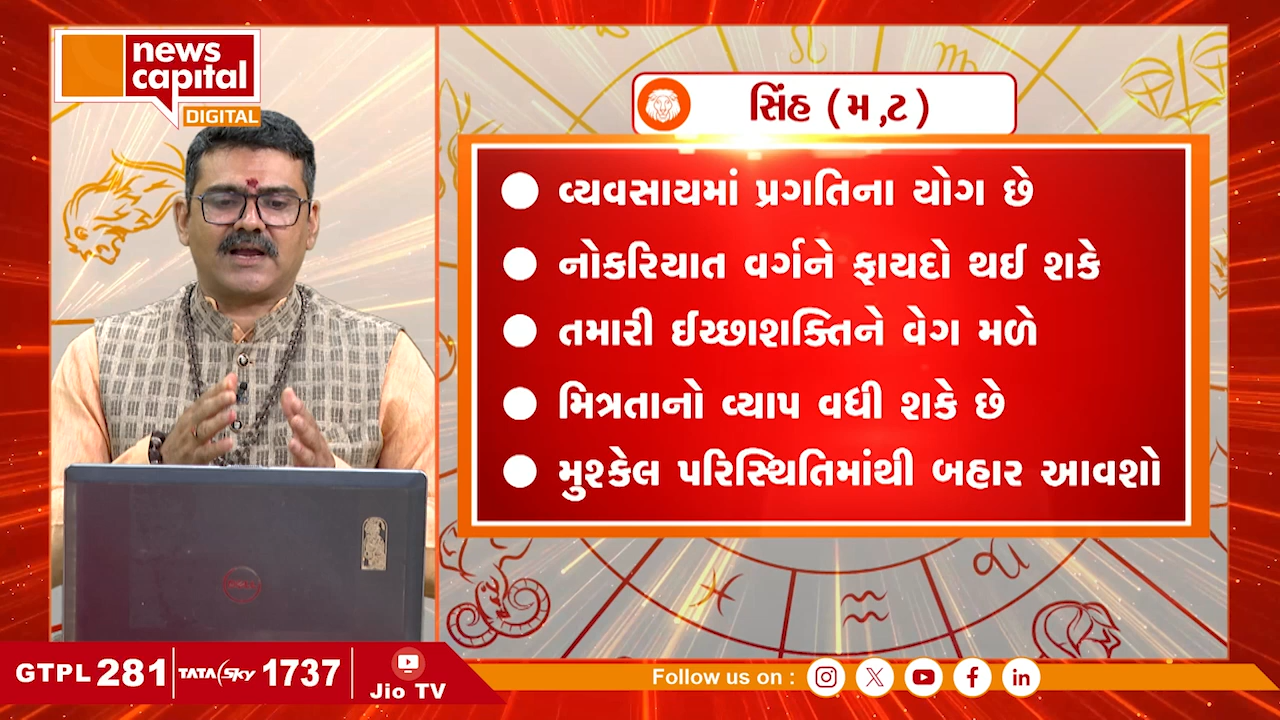 news
capital
DIGITAL
સિંહ ( મ ,ટ )
વ્યવસાયમાં પ્રગતિના યોગ છે
નોકરિયાત વર્ગને ફાયદો થઈ શકે
તમારી ઈચ્છાશક્તિને વેગ મળે
મિત્રતાનો વ્યાપ વધી શકે છે
મુશ્કેલ પરિસ્થિતિમાંથી બહાર આવશો
DELL
GTPL 281 TATA Sky 1737 Jio TV
Follow us on :